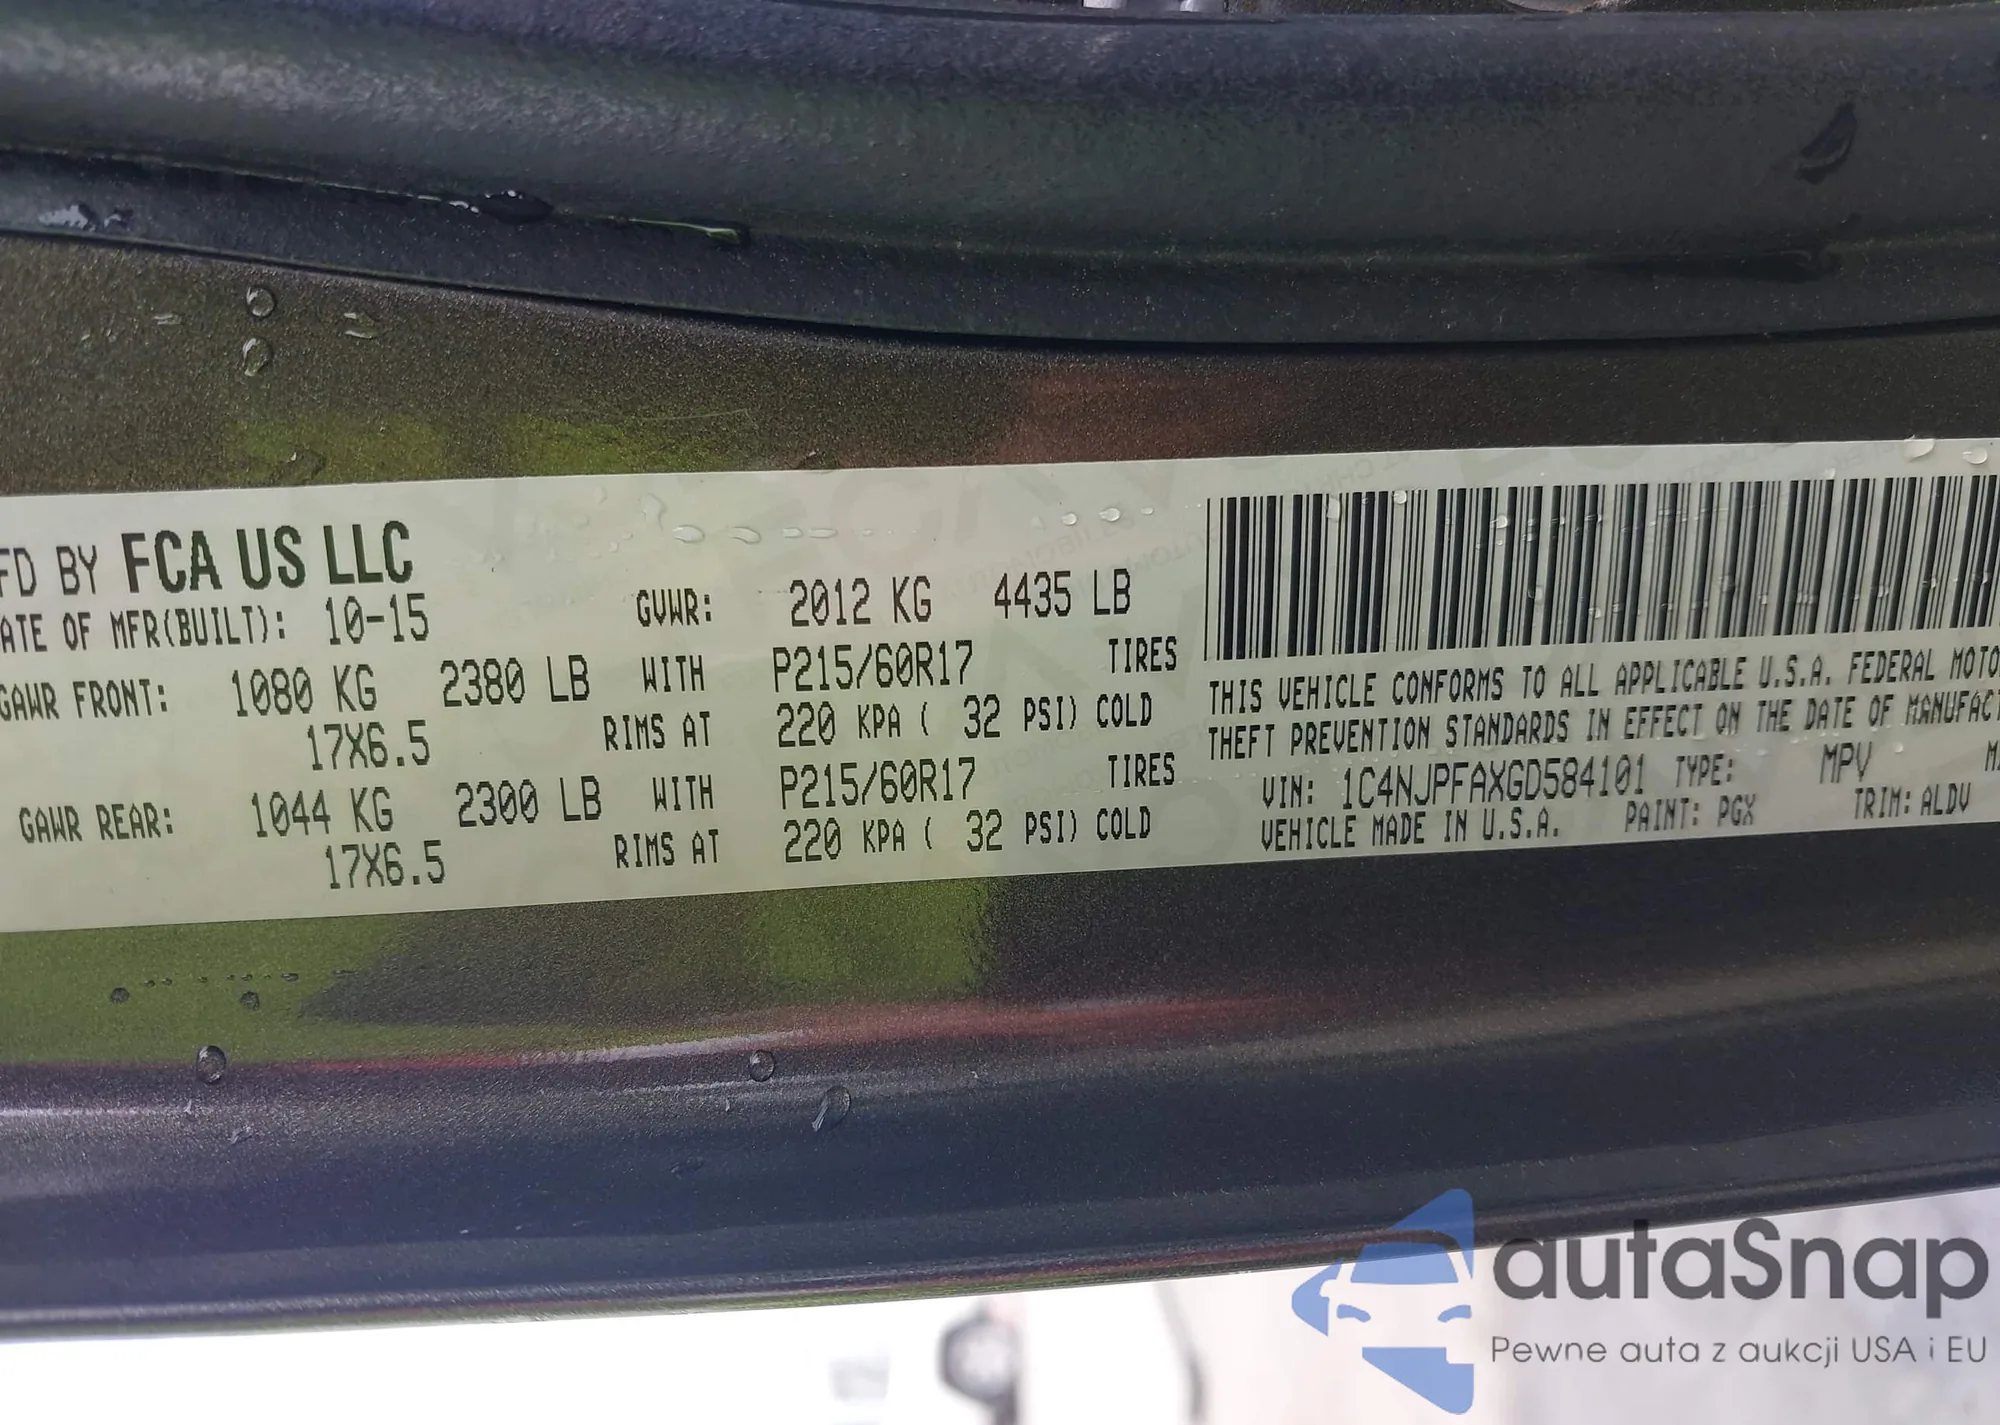 FD BY FCA US LLC
ATE OF MFR(BUILT): 10-15 GVWR: 2012 KG 4435 LB
GAWR FRONT: 1080 KG 2380 LB WITH P215/60R17 TIRES
17X6.5 RIMS AT 220 KPA ( 32 PSI) COLD
GAWR REAR: 1044 KG 2300 LB WITH P215/60R17 TIRES
17X6.5 RIMS AT 220 KPA ( 32 PSI) COLD
THIS VEHICLE CONFORMS TO ALL APPLICABLE U.S.A. FEDERAL MOTO
THEFT PREVENTION STANDARDS IN EFFECT ON THE DATE OF MANUFACT
VIN: 1C4NJPFAXGD584101 TYPE: MPV
VEHICLE MADE IN U.S.A. PAINT: PGX TRIM: ALDV
autaSnap
Pewne auta z aukcji USA i EU